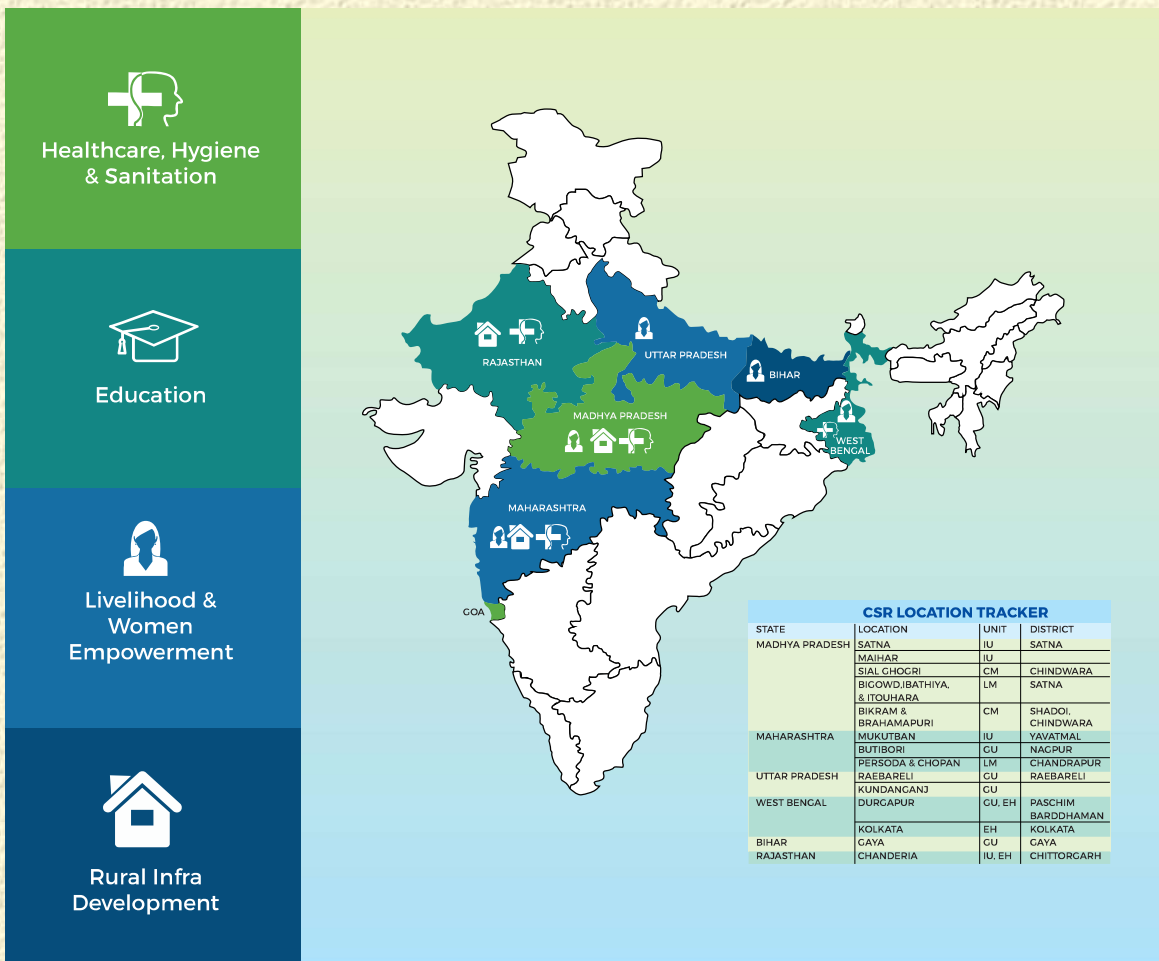 Healthcare, Hygiene
& Sanitation
Education
Livelihood &
Women
Empowerment
Rural Infra
Development
RAJASTHAN
UTTAR PRADESH
BIHAR
MADHYA PRADESH
WEST
BENGAL
MAHARASHTRA
GOA
CSR LOCATION TRACKER
STATE LOCATION UNIT DISTRICT
MADHYA PRADESH SATNA IU SATNA
MAIHAR IU
SIAL GHOGRI CM CHINDWARA
BIGOWD,IBATHIYA, LM SATNA
& ITOUHARA
BIKRAM & CM SHADOI,
BRAHAMAPURI CHINDWARA
MAHARASHTRA MUKUTBAN IU YAVATMAL
BUTIBORI GU NAGPUR
PERSODA & CHOPAN LM CHANDRAPUR
UTTAR PRADESH RAEBARELI GU RAEBARELI
KUNDANGANJ GU
WEST BENGAL DURGAPUR GU, EH PASCHIM
BARDDHAMAN
KOLKATA EH KOLKATA
BIHAR GAYA GU GAYA
RAJASTHAN CHANDERIA IU, EH CHITTORGARH